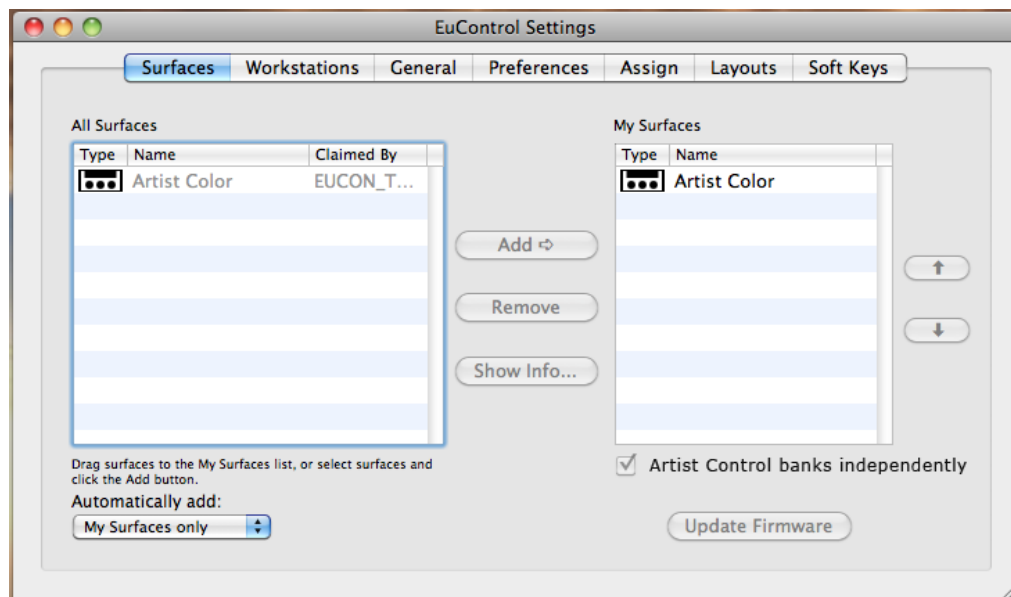 EuControl Settings
Surfaces Workstations General Preferences Assign Layouts Soft Keys
All Surfaces
Type Name Claimed By
Artist Color EUCON_T...
Add
Remove
Show Info...
My Surfaces
Type Name
Artist Color
Drag surfaces to the My Surfaces list, or select surfaces and
click the Add button.
Automatically add:
My Surfaces only
Artist Control banks independently
Update Firmware